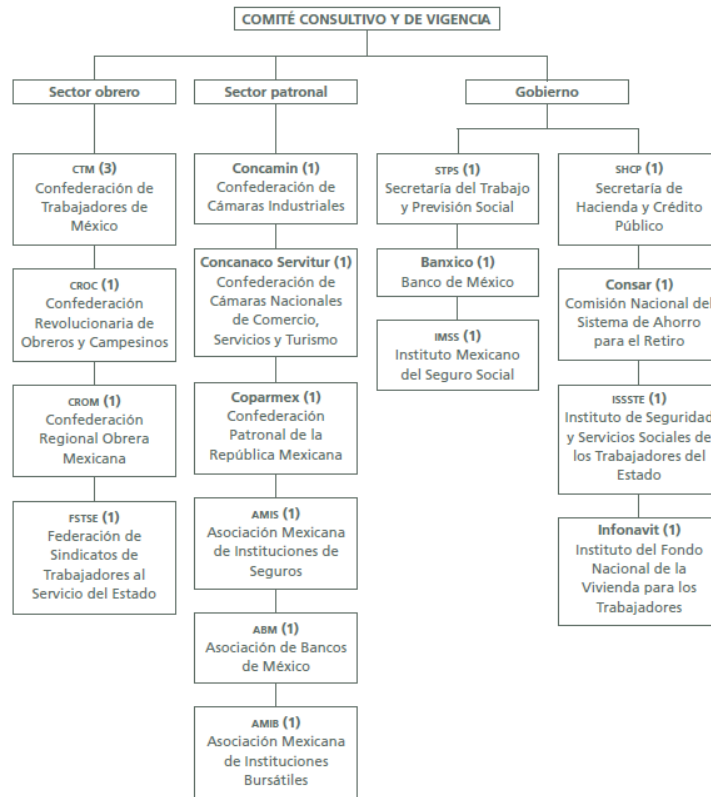 COMITÉ CONSULTIVO Y DE VIGENCIA
Sector obrero
Sector patronal
Gobierno
CTM (3)
Confederación de
Trabajadores de
México
CROC (1)
Confederación
Revolucionaria de
Obreros y Campesinos
CROM (1)
Confederación
Regional Obrera
Mexicana
FSTSE (1)
Federación de
Sindicatos de
Trabajadores al
Servicio del Estado
Concamin (1)
Confederación de
Cámaras Industriales
Concanaco Servitur (1)
Confederación de
Cámaras Nacionales
de Comercio,
Servicios y Turismo
Coparmex (1)
Confederación
Patronal de la
República Mexicana
AMIS (1)
Asociación Mexicana
de Instituciones de
Seguros
ABM (1)
Asociación de Bancos
de México
AMIB (1)
Asociación Mexicana
de Instituciones
Bursátiles
STPS (1)
Secretaría del Trabajo
y Previsión Social
Banxico (1)
Banco de México
IMSS (1)
Instituto Mexicano
del Seguro Social
SHCP (1)
Secretaría de
Hacienda y Crédito
Público
Consar (1)
Comisión Nacional del
Sistema de Ahorro
para el Retiro
ISSSTE (1)
Instituto de Seguridad
y Servicios Sociales de
los Trabajadores del
Estado
Infonavit (1)
Instituto del Fondo
Nacional de la
Vivienda para los
Trabajadores